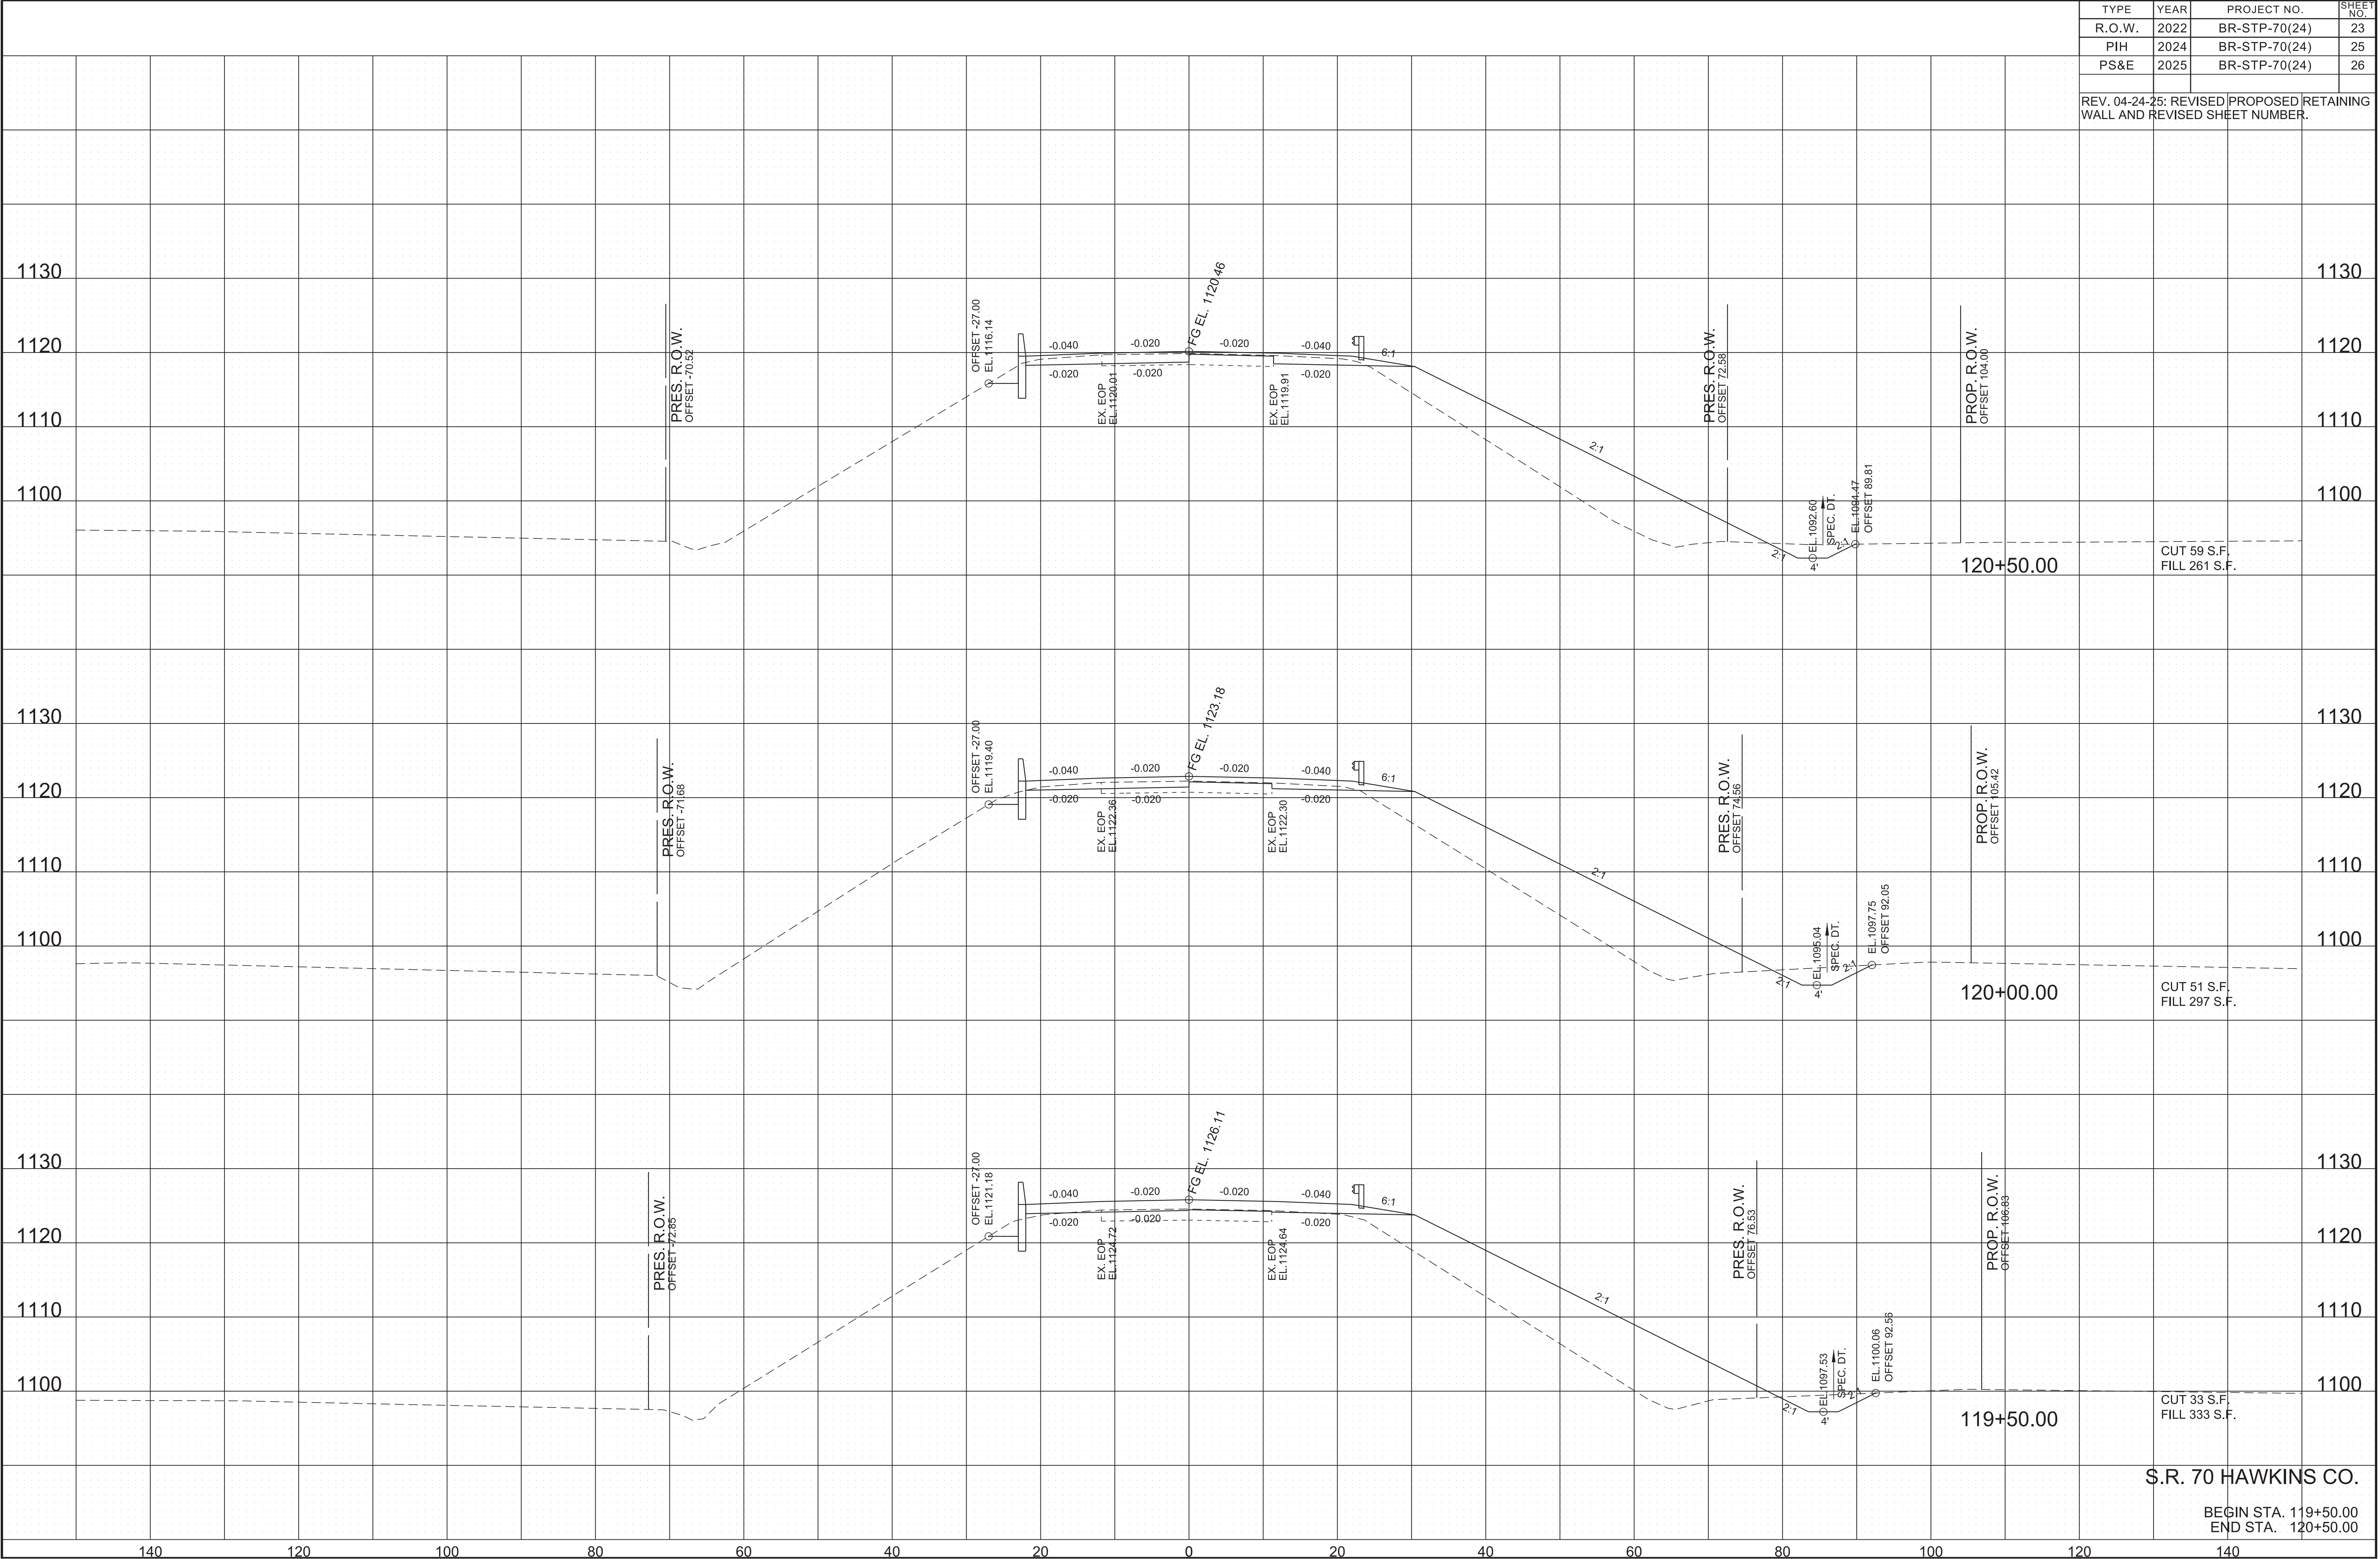 TYPE YEAR PROJECT NO. SHEET NO.
R.O.W. 2022 BR-STP-70(24) 23
PIH 2024 BR-STP-70(24) 25
PS&E 2025 BR-STP-70(24) 26
REV. 04-24-25: REVISED PROPOSED RETAINING
WALL AND REVISED SHEET NUMBER.
1130 1130
1120 1120
1110 1110
1100 1100
PRES. R.O.W.
OFFSET -70.52
OFFSET -27.00
EL.1116.14
-0.040 -0.020 -0.020 -0.040
-0.020 -0.020 -0.020
FG EL. 1120.46
EX. EOP
EL.1120.01
EX. EOP
EL.1119.91
6:1
2:1
PRES. R.O.W.
OFFSET 72.58
PROP. R.O.W.
OFFSET 104.00
2:1
EL.1092.60
4'
SPEC. DT.
2:1
EL.1094.47
OFFSET 89.81
120+50.00
CUT 59 S.F.
FILL 261 S.F.
1130 1130
1120 1120
1110 1110
1100 1100
PRES. R.O.W.
OFFSET -71.68
OFFSET -27.00
EL.1119.40
-0.040 -0.020 -0.020 -0.040
-0.020 -0.020 -0.020
FG EL. 1123.18
EX. EOP
EL.1122.36
EX. EOP
EL.1122.30
6:1
2:1
PRES. R.O.W.
OFFSET 74.56
PROP. R.O.W.
OFFSET 105.42
2:1
EL.1095.04
4'
SPEC. DT.
2:1
EL.1097.75
OFFSET 92.05
120+00.00
CUT 51 S.F.
FILL 297 S.F.
1130 1130
1120 1120
1110 1110
1100 1100
PRES. R.O.W.
OFFSET -72.85
OFFSET -27.00
EL.1121.18
-0.040 -0.020 -0.020 -0.040
-0.020 -0.020 -0.020
FG EL. 1126.11
EX. EOP
EL.1124.72
EX. EOP
EL.1124.64
6:1
2:1
PRES. R.O.W.
OFFSET 76.53
PROP. R.O.W.
OFFSET 106.83
2:1
EL.1097.53
4'
SPEC. DT.
2:1
EL.1100.06
OFFSET 92.56
119+50.00
CUT 33 S.F.
FILL 333 S.F.
S.R. 70 HAWKINS CO.
BEGIN STA. 119+50.00
END STA. 120+50.00
140 120 100 80 60 40 20 0 20 40 60 80 100 120 140